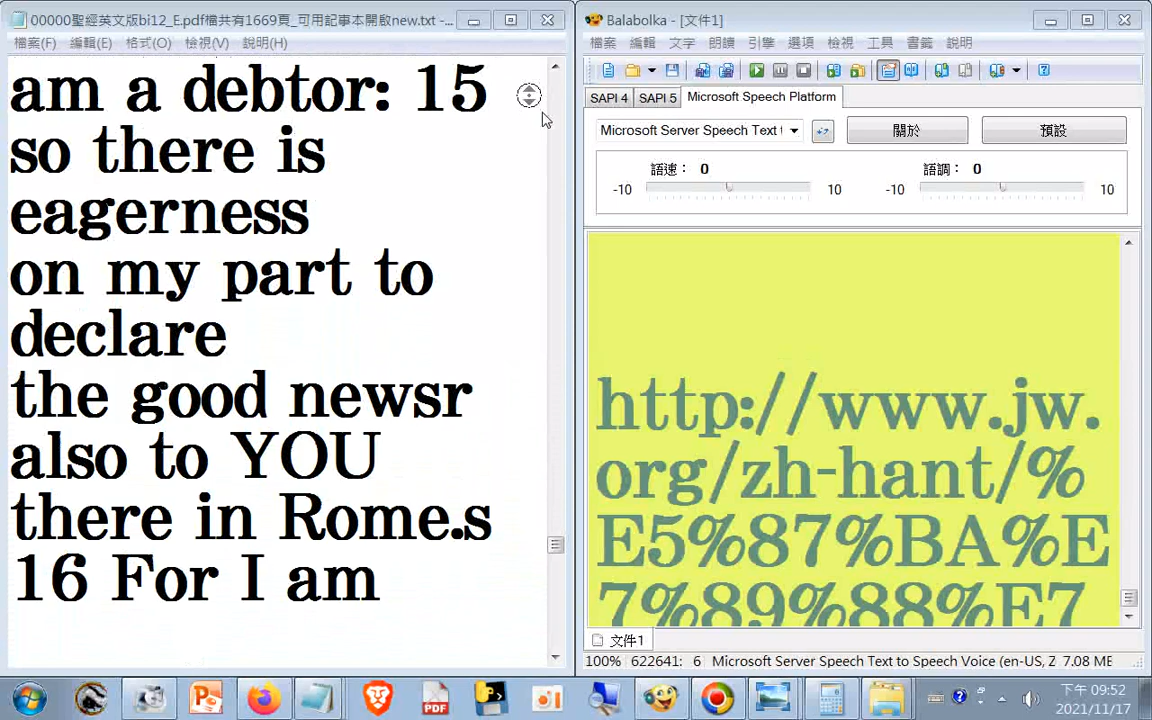 00000聖經英文版bi12_E.pdf檔共有1669頁_可用記事本開啟new.txt -...
檔案(F) 編輯(E) 格式(O) 檢視(V) 說明(H)
am a debtor: 15
so there is
eagerness
on my part to
declare
the good newsr
also to YOU
there in Rome.s
16 For I am
Balabolka - [文件1]
檔案 編輯 文字 朗讀 引擎 選項 檢視 工具 書籤 說明
SAPI 4 SAPI 5 Microsoft Speech Platform
Microsoft Server Speech Text t 關於 預設
語速： 0 語調： 0
-10 10 -10 10
http://www.jw.
org/zh-hant/%
E5%87%BA%E
7%89%88%E7
文件1
100% 622641: 6 Microsoft Server Speech Text to Speech Voice (en-US, Z 7.08 ME
PDF
下午 09:52
2021/11/17